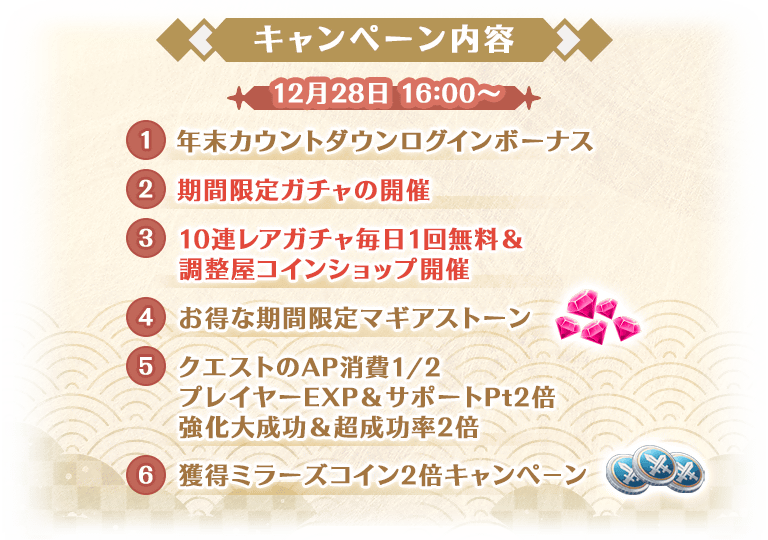 キャンペーン内容
12月28日 16:00〜
1 年末カウントダウンログインボーナス
2 期間限定ガチャの開催
3 10連レアガチャ毎日1回無料＆
調整屋コインショップ開催
4 お得な期間限定マギアストーン
5 クエストのAP消費1/2
プレイヤーEXP＆サポートPt2倍
強化大成功＆超成功率2倍
6 獲得ミラーズコイン2倍キャンペーン